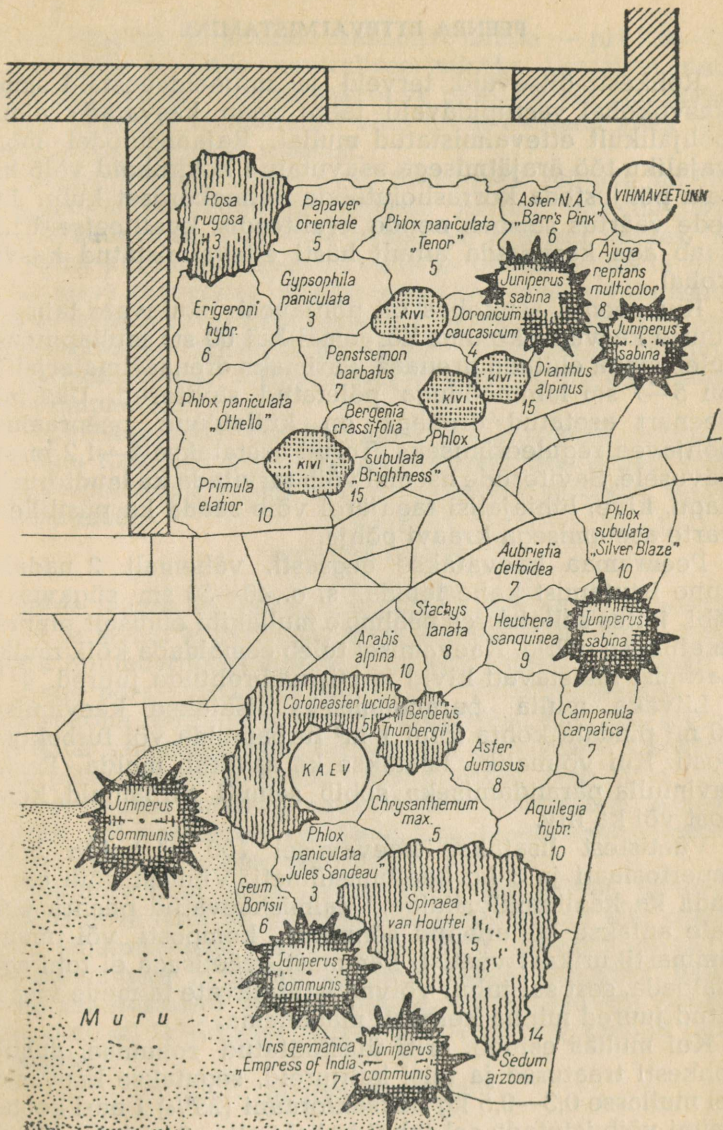 Rosa
rugosa
3
Papaver
orientale
5
Phlox paniculata
„Tenor"
5
Aster N.A.
„Barr's Pink"
6
VIHMAVEETÜNN
Ajuga
reptans
multicolor
8
Juniperus
sabina
Juniperus
sabina
Erigeroni
hybr.
6
Gypsophila
paniculata
3
KIVI
Doronicum
caucasicum
4
Penstsemon
barbatus
7
KIVI
KIVI
Dianthus
alpinus
15
Phlox paniculata
„Othello"
Bergenia
crassifolia
KIVI
Phlox
subulata
„Brightness"
15
Primula
elatior
10
Phlox
subulata
„Silver Blaze"
10
Aubrietia
deltoidea
7
Juniperus
sabina
Stachys
lanata
8
Heuchera
sanquinea
9
Arabis
alpina
10
Cotoneaster lucida
5
Berberis
Thunbergii
KAEV
Aster
dumosus
8
Campanula
carpatica
7
Juniperus
communis
Chrysanthemum
max.
5
Aquilegia
hybr.
10
Phlox
paniculata
„Jules Sandeau"
3
Geum
Borisii
6
Spiraea
van Houttei
5
Juniperus
communis
Muru
Iris germanica
„Empress of India"
7
Juniperus
communis
14
Sedum
aizoon